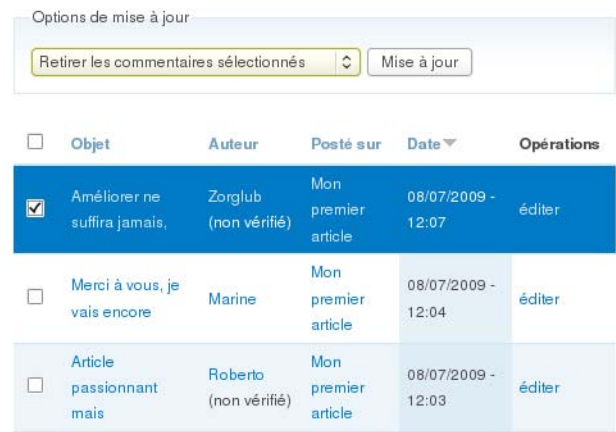 Options de mise à jour
Retirer les commentaires sélectionnés Mise à jour
Objet Auteur Posté sur Date Opérations
Améliorer ne
suffira jamais,
Zorglub
(non vérifié)
Mon
premier
article
08/07/2009 -
12:07
éditer
Merci à vous, je
vais encore
Marine
Mon
premier
article
08/07/2009 -
12:04
éditer
Article
passionnant
mais
Roberto
(non vérifié)
Mon
premier
article
08/07/2009 -
12:03
éditer